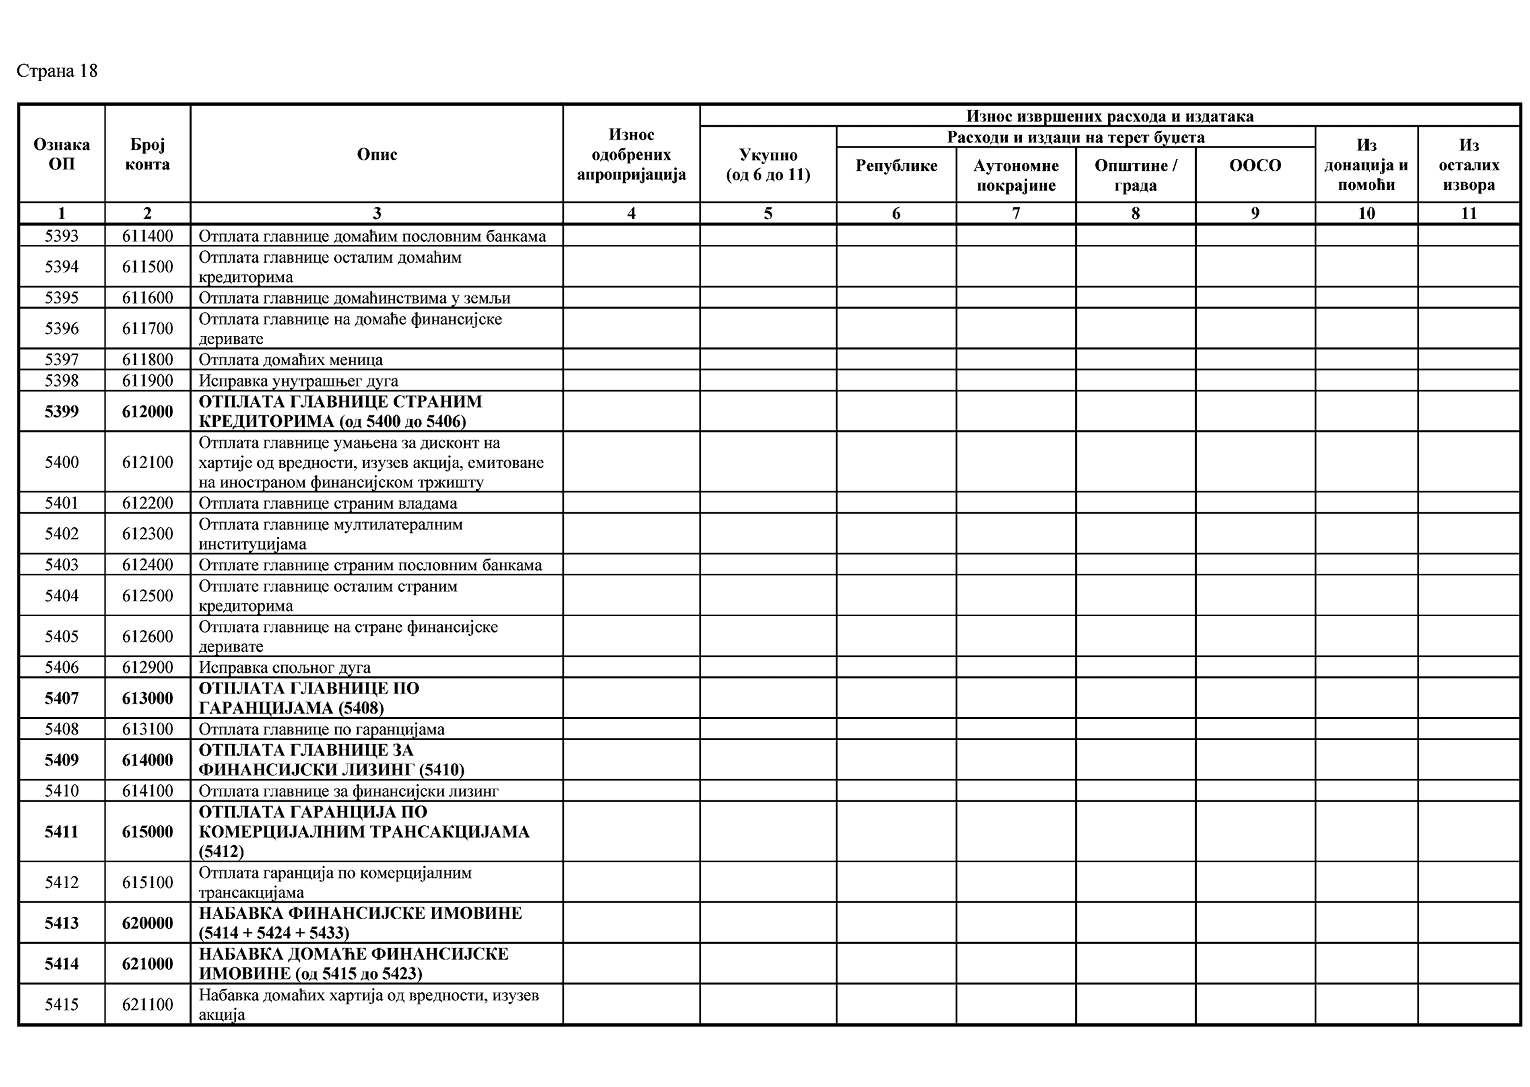 Страна 18
Износ извршених расхода и издатака
Ознака
ОП
Број
конта
Опис
Износ
одобрених
апропријација
Укупно
(од 6 до 11)
Расходи и издаци на терет буџета
Републике
Аутономне
покрајине
Општине /
града
ООСО
Из
донација и
помоћи
Из
осталих
извора
1 2 3 4 5 6 7 8 9 10 11
5393 611400 Отплата главнице домаћим пословним банкама
5394 611500 Отплата главнице осталим домаћим
кредиторима
5395 611600 Отплата главнице домаћинствима у земљи
5396 611700 Отплата главнице на домаће финансијске
деривате
5397 611800 Отплата домаћих меница
5398 611900 Исправка унутрашњег дуга
5399 612000 ОТПЛАТА ГЛАВНИЦЕ СТРАНИМ
КРЕДИТОРИМА (од 5400 до 5406)
5400 612100 Отплата главнице умањена за дисконт на
хартије од вредности, изузев акција, емитоване
на иностраном финансијском тржишту
5401 612200 Отплата главнице страним владама
5402 612300 Отплата главнице мултилатералним
институцијама
5403 612400 Отплате главнице страним пословним банкама
5404 612500 Отплате главнице осталим страним
кредиторима
5405 612600 Отплата главнице на стране финансијске
деривате
5406 612900 Исправка спољног дуга
5407 613000 ОТПЛАТА ГЛАВНИЦЕ ПО
ГАРАНЦИЈАМА (5408)
5408 613100 Отплата главнице по гаранцијама
5409 614000 ОТПЛАТА ГЛАВНИЦЕ ЗА
ФИНАНСИЈСКИ ЛИЗИНГ (5410)
5410 614100 Отплата главнице за финансијски лизинг
5411 615000 ОТПЛАТА ГАРАНЦИЈА ПО
КОМЕРЦИЈАЛНИМ ТРАНСАКЦИЈАМА
(5412)
5412 615100 Отплата гаранција по комерцијалним
трансакцијама
5413 620000 НАБАВКА ФИНАНСИЈСКЕ ИМОВИНЕ
(5414 + 5424 + 5433)
5414 621000 НАБАВКА ДОМАЋЕ ФИНАНСИЈСКЕ
ИМОВИНЕ (од 5415 до 5423)
5415 621100 Набавка домаћих хартија од вредности, изузев
акција